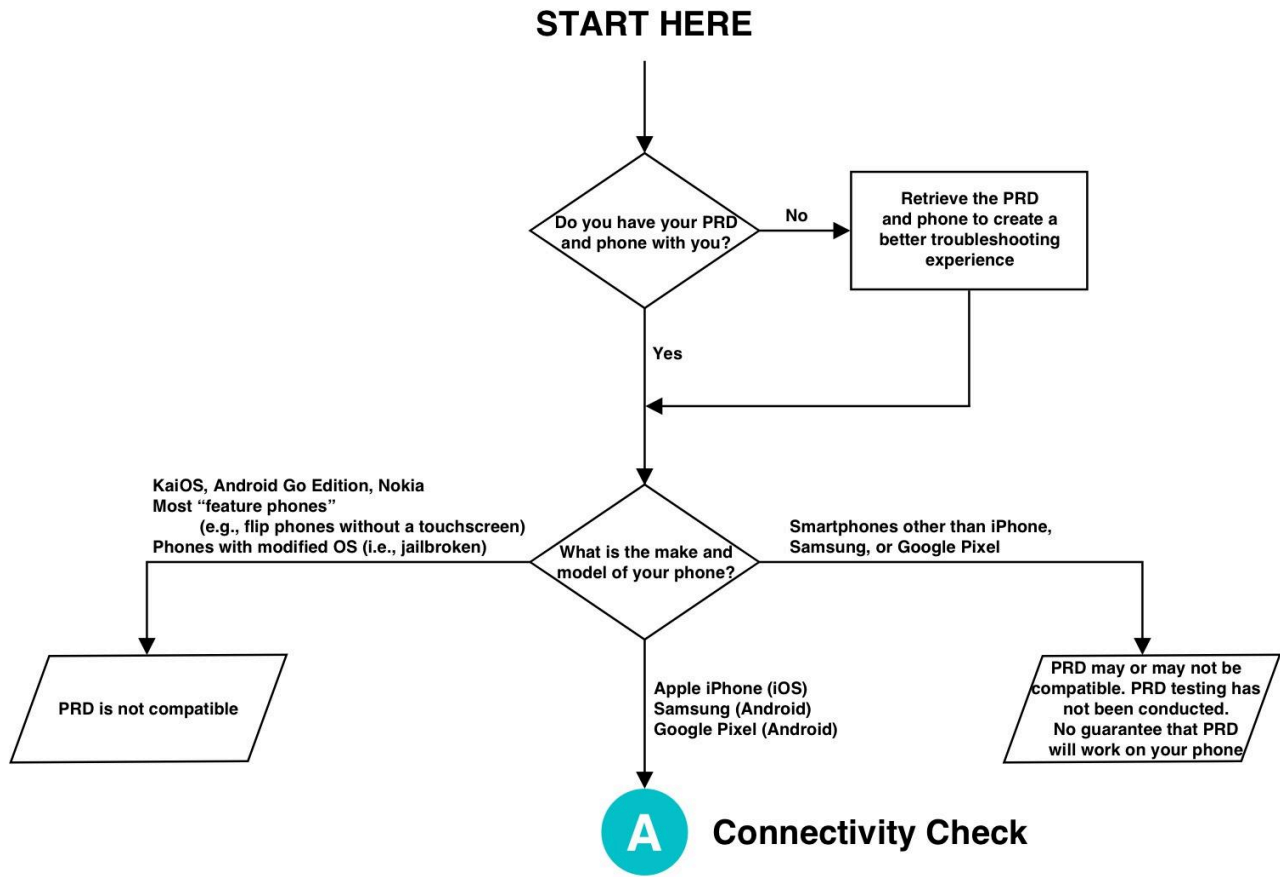 START HERE
Do you have your PRD
and phone with you?
No
Retrieve the PRD
and phone to create a
better troubleshooting
experience
Yes
KaiOS, Android Go Edition, Nokia
Most “feature phones”
(e.g., flip phones without a touchscreen)
Phones with modified OS (i.e., jailbroken)
What is the make and
model of your phone?
Smartphones other than iPhone,
Samsung, or Google Pixel
PRD is not compatible
Apple iPhone (iOS)
Samsung (Android)
Google Pixel (Android)
PRD may or may not be
compatible. PRD testing has
not been conducted.
No guarantee that PRD
will work on your phone
A
Connectivity Check